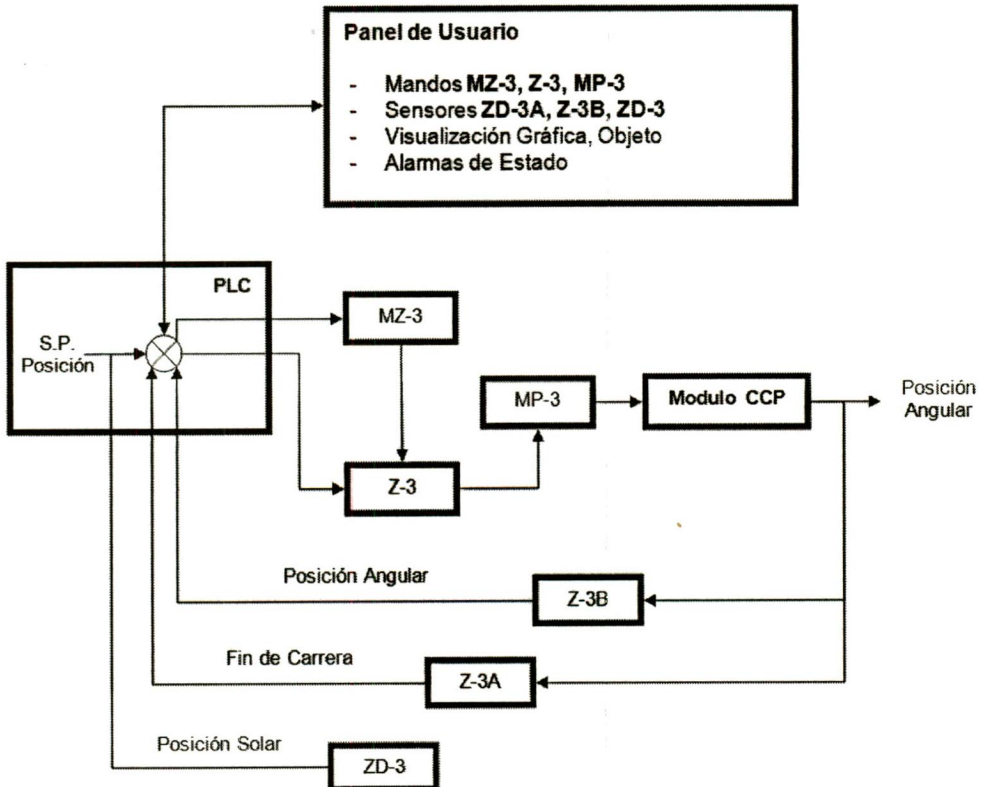 Panel de Usuario
- Mandos MZ-3, Z-3, MP-3
- Sensores ZD-3A, Z-3B, ZD-3
- Visualización Gráfica, Objeto
- Alarmas de Estado
PLC
S.P.
Posición
MZ-3
MP-3
Modulo CCP
Posición
Angular
Z-3
Posición Angular
Z-3B
Fin de Carrera
Z-3A
Posición Solar
ZD-3